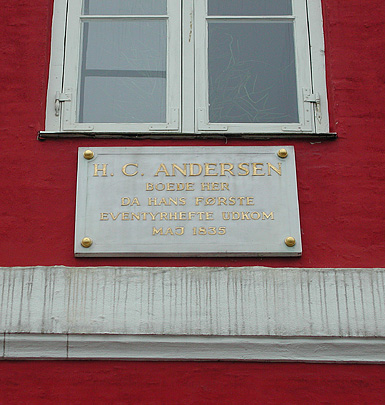 H. C. ANDERSEN
BOEDE HER
DA HANS FØRSTE
EVENTYRHEFTE UDKOM
MAJ 1835